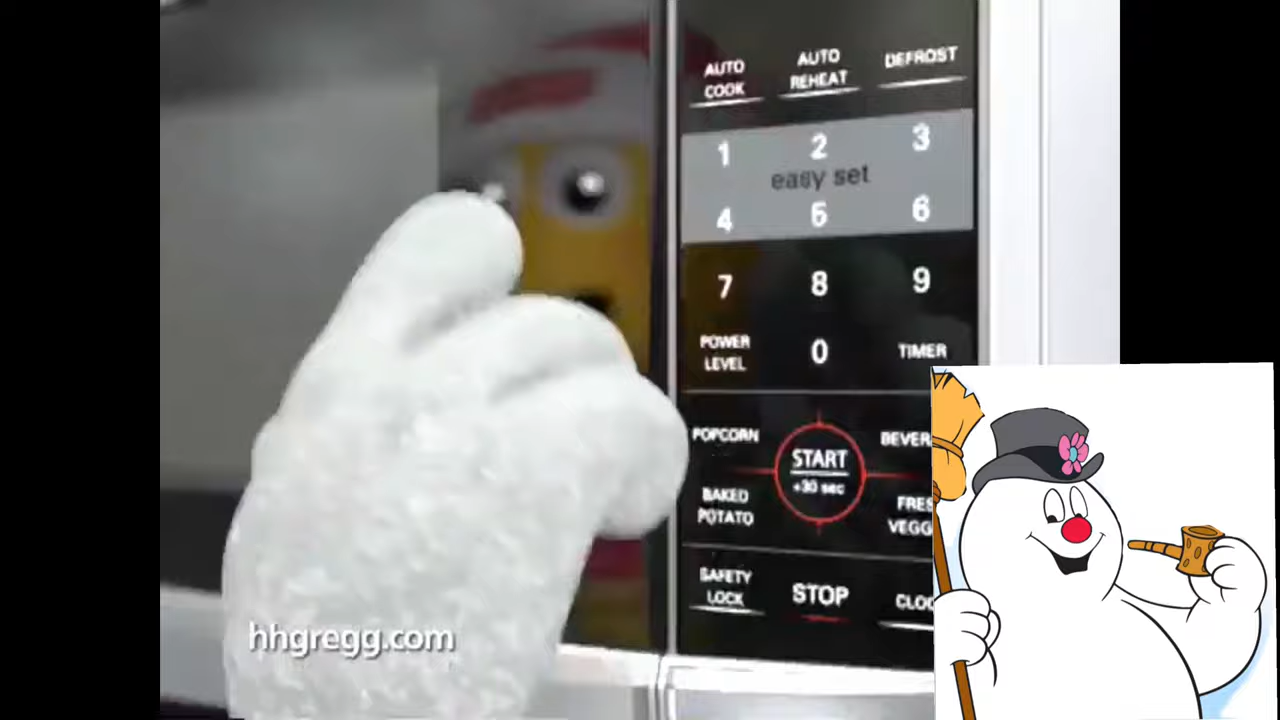 AUTO COOK
AUTO REHEAT
DEFROST
1 2 3
easy set
4 5 6
7 8 9
POWER LEVEL
0
TIMER
POPCORN
START
+30 sec
BAKED POTATO
SAFETY LOCK
STOP
hhgregg.com